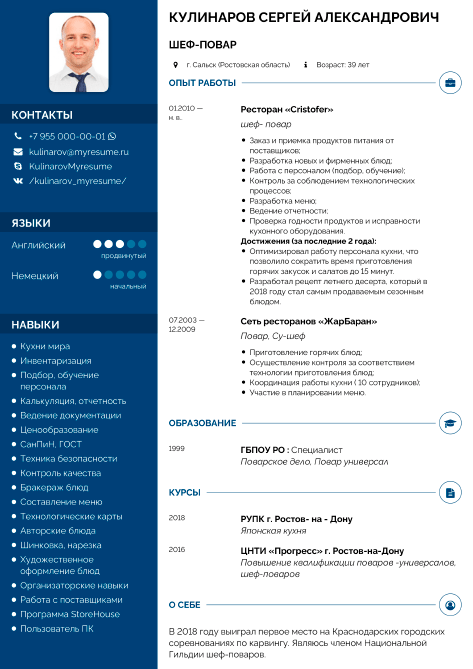 КУЛИНАРОВ СЕРГЕЙ АЛЕКСАНДРОВИЧ
ШЕФ-ПОВАР
г. Сальск (Ростовская область)
Возраст: 39 лет
КОНТАКТЫ
+7 955 000-00-01
kulinarov@myresume.ru
KulinarovMyresume
/kulinarov_myresume/
ЯЗЫКИ
Английский
продвинутый
Немецкий
начальный
НАВЫКИ
Кухни мира
Инвентаризация
Подбор, обучение
персонала
Калькуляция, отчетность
Ведение документации
Ценообразование
СанПиН, ГОСТ
Техника безопасности
Контроль качества
Бракераж блюд
Составление меню
Технологические карты
Авторские блюда
Шинковка, нарезка
Художественное
оформление блюд
Организаторские навыки
Работа с поставщиками
Программа StoreHouse
Пользователь ПК
ОПЫТ РАБОТЫ
01.2010 —
н. в.
Ресторан «Cristofer»
шеф- повар
Заказ и приемка продуктов питания от
поставщиков;
Разработка новых и фирменных блюд;
Работа с персоналом (подбор, обучение);
Контроль за соблюдением технологических
процессов;
Разработка меню;
Ведение отчетности;
Проверка годности продуктов и исправности
кухонного оборудования.
Достижения (за последние 2 года):
Оптимизировал работу персонала кухни, что
позволило сократить время приготовления
горячих закусок и салатов до 15 минут.
Разработал рецепт летнего десерта, который в
2018 году стал самым продаваемым сезонным
блюдом.
07.2003 —
12.2009
Сеть ресторанов «ЖарБаран»
Повар, Су-шеф
Приготовление горячих блюд;
Осуществление контроля за соответствием
технологии приготовления блюд;
Координация работы кухни ( 10 сотрудников);
Участие в планировании меню.
ОБРАЗОВАНИЕ
1999
ГБПОУ РО : Специалист
Поварское дело, Повар универсал
КУРСЫ
2018
РУПК г. Ростов- на - Дону
Японская кухня
2016
ЦНТИ «Прогресс» г. Ростов-на-Дону
Повышение квалификации поваров -универсалов,
шеф-поваров
О СЕБЕ
В 2018 году выиграл первое место на Краснодарских городских
соревнованиях по карвингу. Являюсь членом Национальной
Гильдии шеф-поваров.